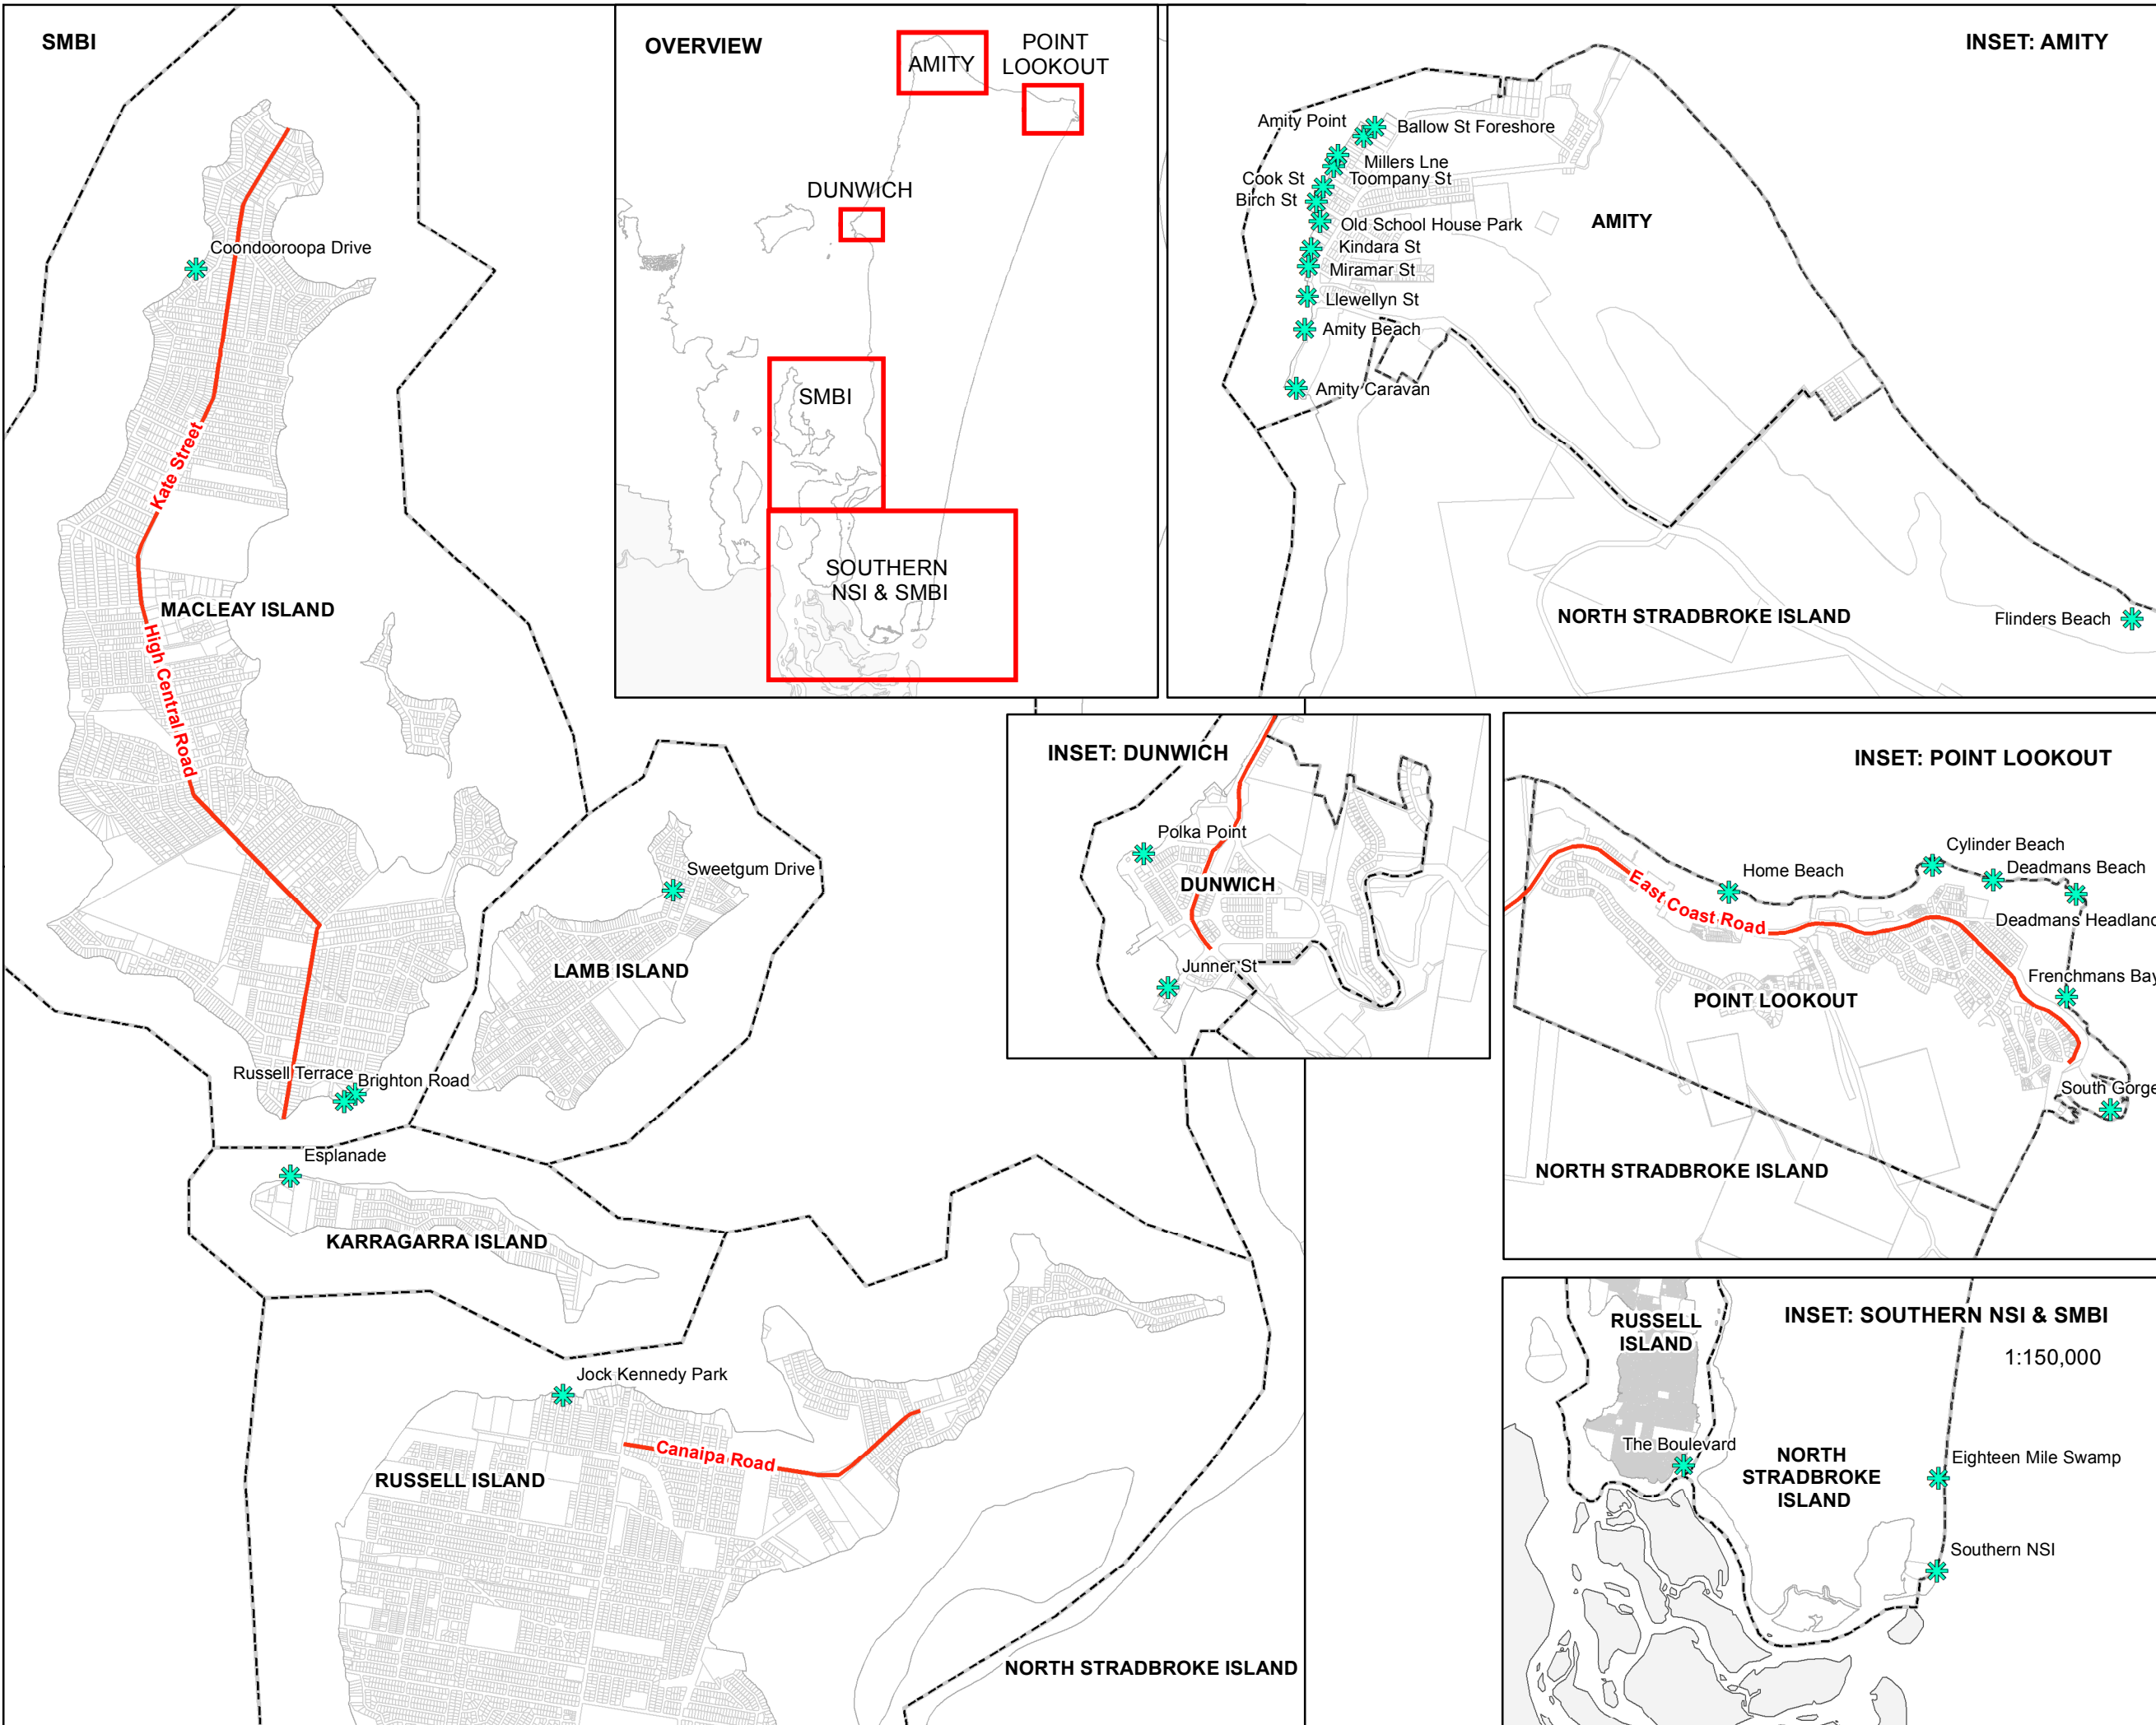 SMBI
Coondooroopa Drive
Kate Street
MACLEAY ISLAND
High Central Road
Sweetgum Drive
LAMB ISLAND
Russell Terrace
Brighton Road
Esplanade
KARRAGARRA ISLAND
Jock Kennedy Park
Canaipa Road
RUSSELL ISLAND
NORTH STRADBROKE ISLAND
OVERVIEW
AMITY
POINT
LOOKOUT
DUNWICH
SMBI
SOUTHERN
NSI & SMBI
INSET: AMITY
Amity Point
Ballow St Foreshore
Millers Lne
Toompany St
Cook St
Birch St
Old School House Park
AMITY
Kindara St
Miramar St
Llewellyn St
Amity Beach
Amity Caravan
NORTH STRADBROKE ISLAND
Flinders Beach
INSET: DUNWICH
Polka Point
DUNWICH
Junner St
INSET: POINT LOOKOUT
Cylinder Beach
Deadmans Beach
Home Beach
East Coast Road
Deadmans Headland
Frenchmans Bay
POINT LOOKOUT
South Gorge
NORTH STRADBROKE ISLAND
INSET: SOUTHERN NSI & SMBI
1:150,000
RUSSELL
ISLAND
The Boulevard
NORTH
STRADBROKE
ISLAND
Eighteen Mile Swamp
Southern NSI